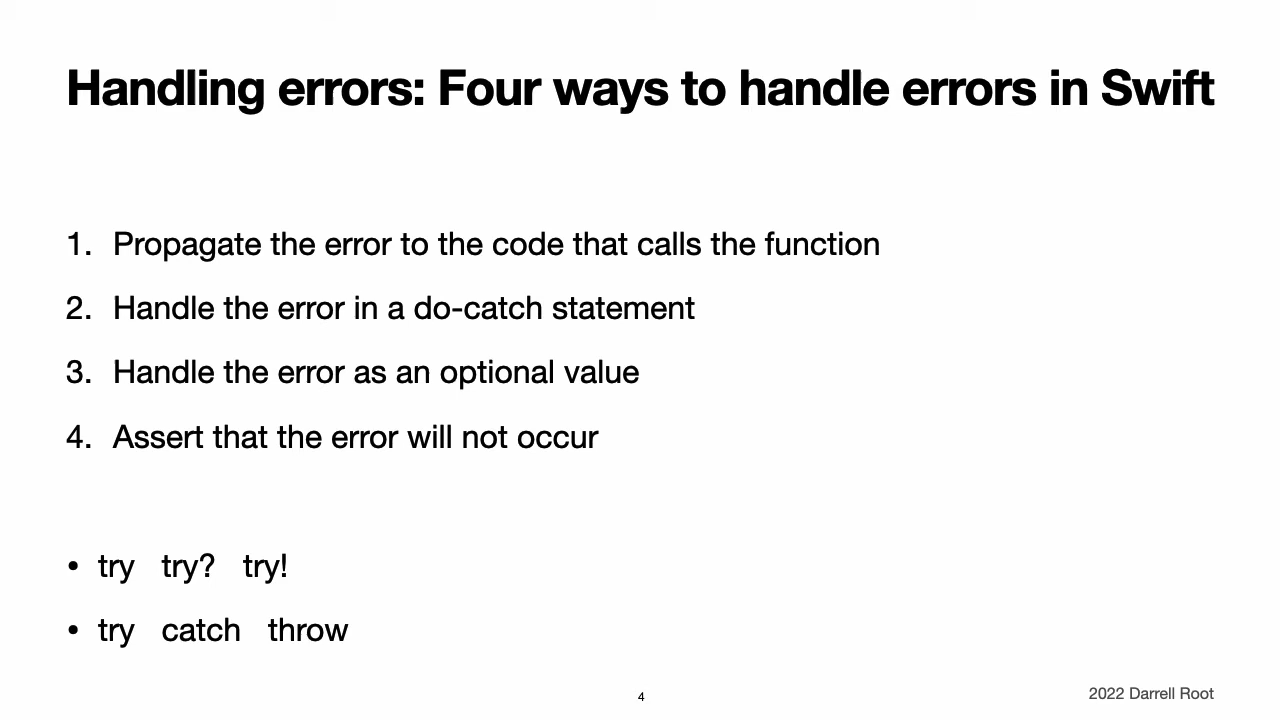 Handling errors: Four ways to handle errors in Swift
1. Propagate the error to the code that calls the function
2. Handle the error in a do-catch statement
3. Handle the error as an optional value
4. Assert that the error will not occur
• try try? try!
• try catch throw
4
2022 Darrell Root